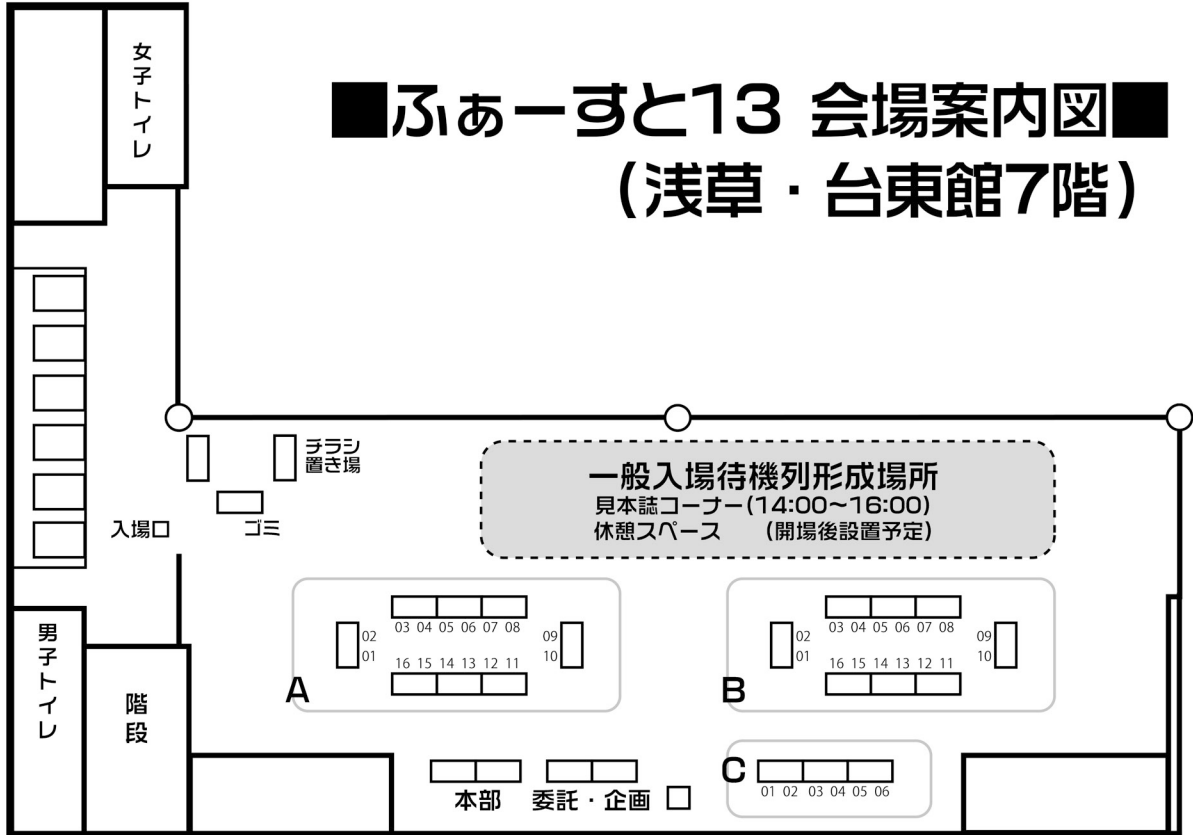 ■ふぁーすと13 会場案内図■
(浅草・台東館7階)
女子トイレ
チラシ
置き場
入場口
ゴミ
一般入場待機列形成場所
見本誌コーナー(14:00〜16:00)
休憩スペース (開場後設置予定)
A
02
01
03 04 05 06 07 08
09
10
16 15 14 13 12 11
B
02
01
03 04 05 06 07 08
09
10
16 15 14 13 12 11
男子トイレ
階段
本部
委託・企画
C
01 02 03 04 05 06